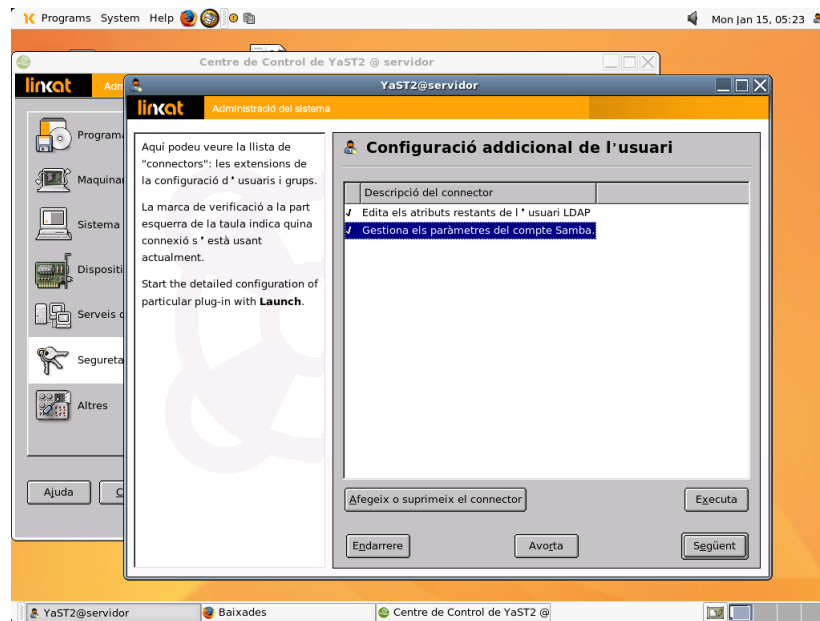 Programs System Help
Mon Jan 15, 05:23
Centre de Control de YaST2 @ servidor
linkat
Adm
YaST2@servidor
linkat
Administració del sistema
Programa
Maquinar
Sistema
Dispositi
Serveis d
Segureta
Altres
Ajuda
C
Aquí podeu veure la llista de
"connectors": les extensions de
la configuració d ' usuaris i grups.
La marca de verificació a la part
esquerra de la taula indica quina
connexió s ' està usant
actualment.
Start the detailed configuration of
particular plug-in with Launch.
Configuració addicional de l'usuari
Descripció del connector
Edita els atributs restants de l ' usuari LDAP
Gestiona els paràmetres del compte Samba.
Afegeix o suprimeix el connector
Executa
Endarrere
Avorta
Següent
YaST2@servidor
Baixades
Centre de Control de YaST2 @